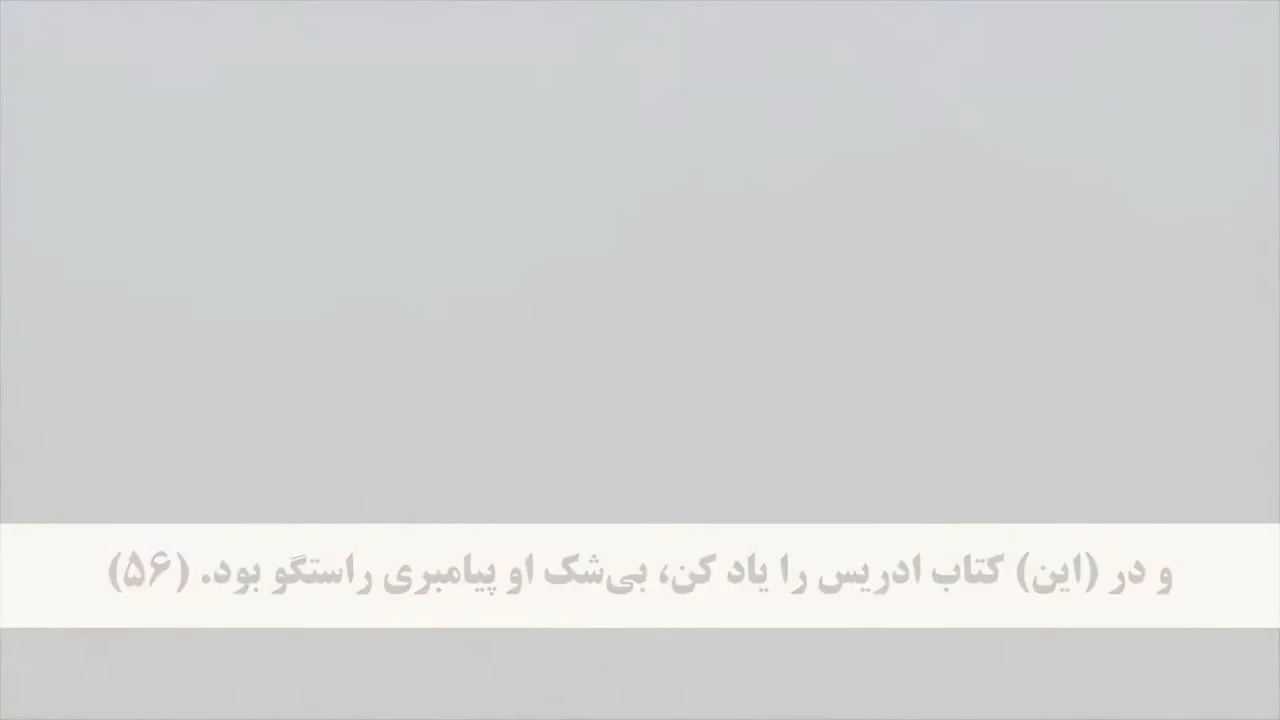 و در (این) کتاب ادریس را یاد کن، بی‌شک او پیامبری راستگو بود. (۵۶)